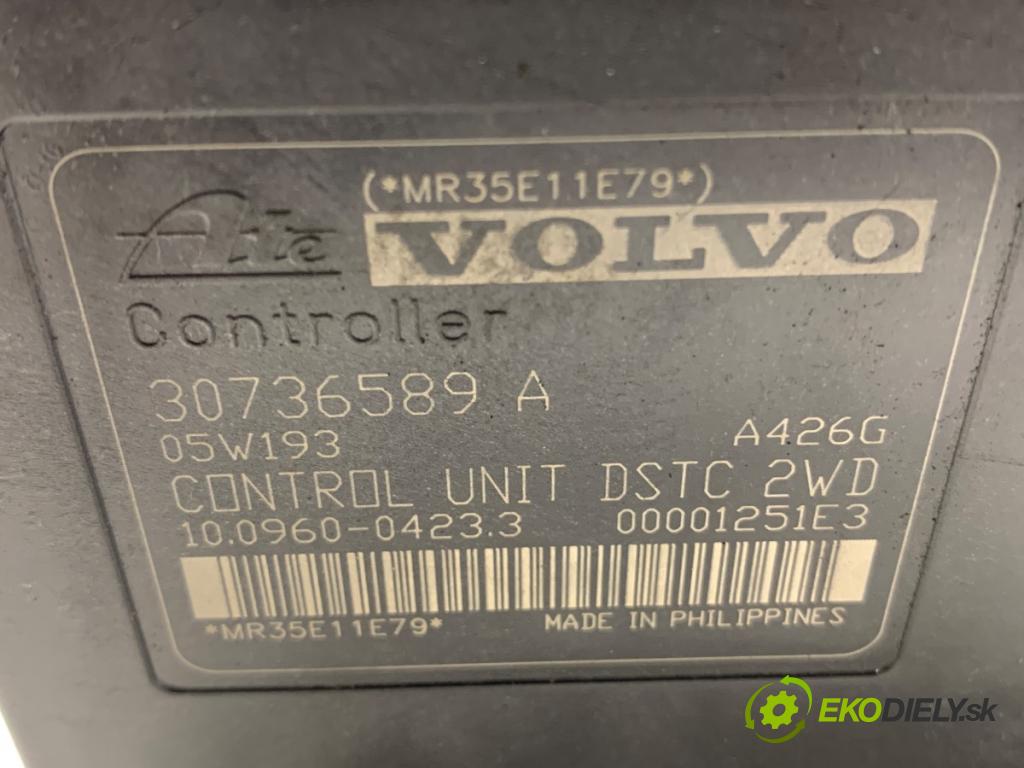 (*MR35E11E79*)
Ate VOLVO
Controller
30736589 A
05W193 A426G
CONTROL UNIT DSTC 2WD
10.0960-0423.3 00001251E3
*MR35E11E79* MADE IN PHILIPPINES
EKODIELY.sk